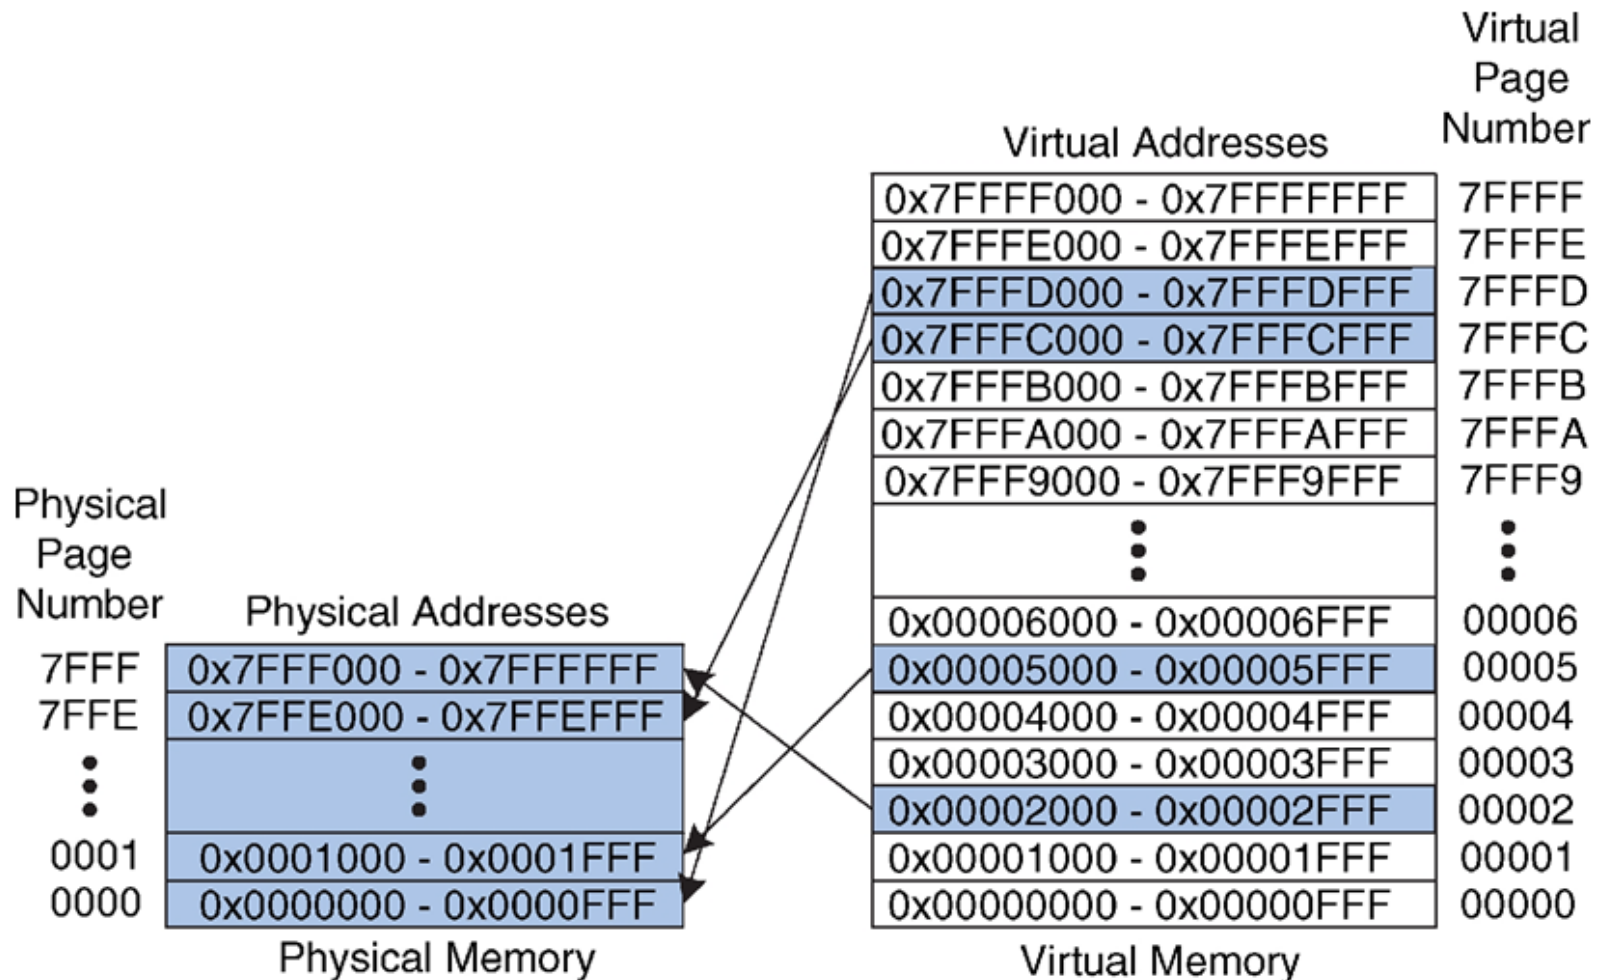 Virtual
Page
Number
Virtual Addresses
0x7FFFF000 - 0x7FFFFFFF 7FFFF
0x7FFFE000 - 0x7FFFEFFF 7FFFE
0x7FFFD000 - 0x7FFFDFFF 7FFFD
0x7FFFC000 - 0x7FFFCFFF 7FFFC
0x7FFFB000 - 0x7FFFBFFF 7FFFB
0x7FFFA000 - 0x7FFFAFFF 7FFFA
0x7FFF9000 - 0x7FFF9FFF 7FFF9
0x00006000 - 0x00006FFF 00006
0x00005000 - 0x00005FFF 00005
0x00004000 - 0x00004FFF 00004
0x00003000 - 0x00003FFF 00003
0x00002000 - 0x00002FFF 00002
0x00001000 - 0x00001FFF 00001
0x00000000 - 0x00000FFF 00000
Virtual Memory
Physical
Page
Number
Physical Addresses
7FFF 0x7FFF000 - 0x7FFFFFF
7FFE 0x7FFE000 - 0x7FFEFFF
0001 0x0001000 - 0x0001FFF
0000 0x0000000 - 0x0000FFF
Physical Memory